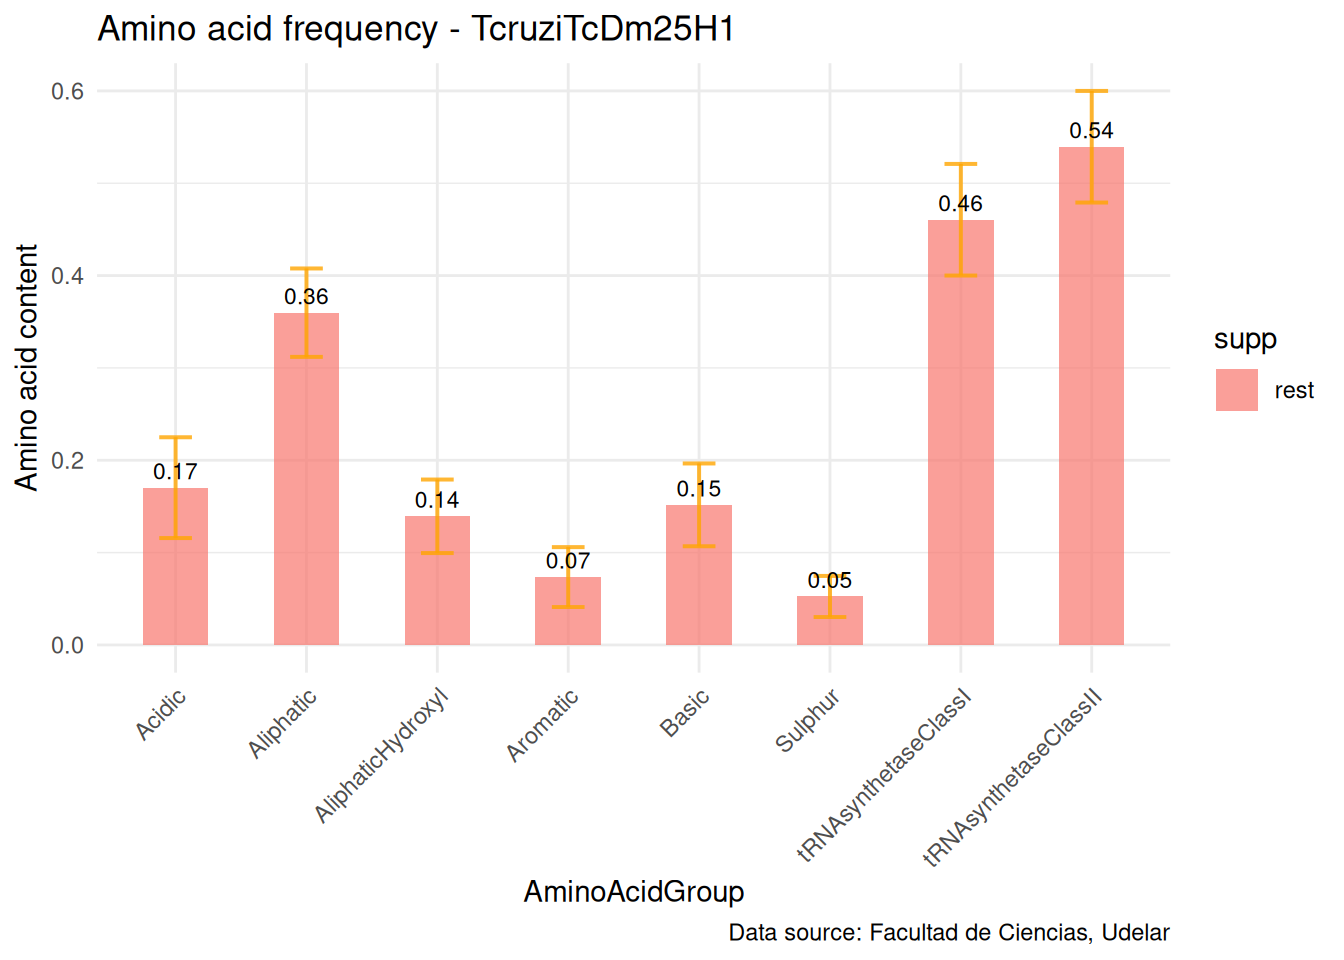 Amino acid frequency - TcruziTcDm25H1
Amino acid content
0.6
0.4
0.2
0.0
0.17
0.36
0.14
0.07
0.15
0.05
0.46
0.54
Acidic
Aliphatic
AliphaticHydroxyl
Aromatic
Basic
Sulphur
tRNAsynthetaseClassI
tRNAsynthetaseClassII
AminoAcidGroup
supp
rest
Data source: Facultad de Ciencias, Udelar